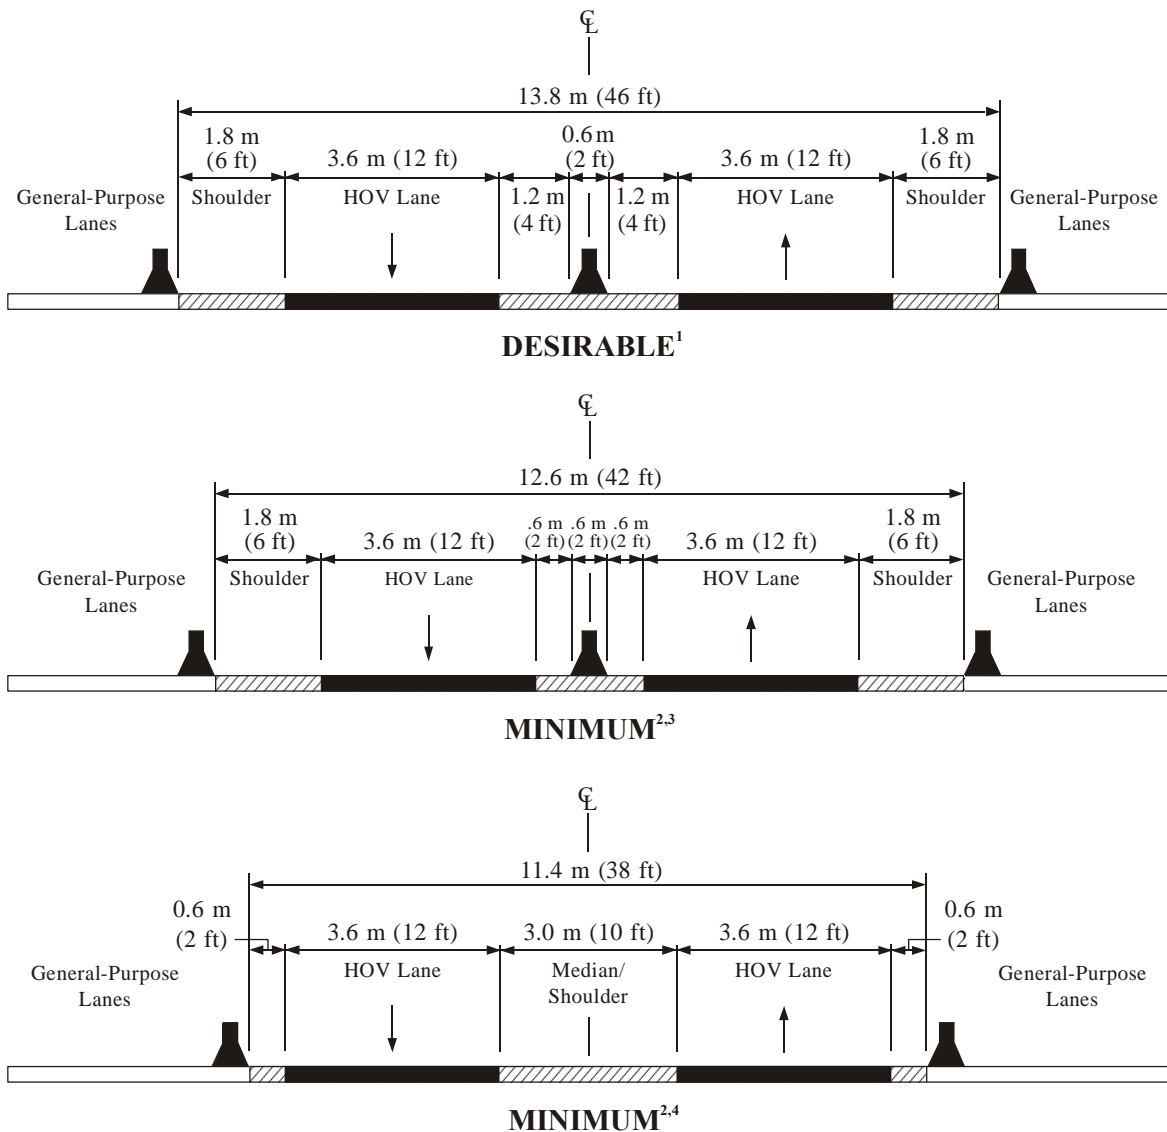 ℄
13.8 m (46 ft)
1.8 m
(6 ft)
3.6 m (12 ft)
0.6 m
(2 ft)
3.6 m (12 ft)
1.8 m
(6 ft)
General-Purpose
Lanes
Shoulder
HOV Lane
1.2 m
(4 ft)
1.2 m
(4 ft)
HOV Lane
Shoulder
General-Purpose
Lanes
DESIRABLE¹
℄
12.6 m (42 ft)
1.8 m
(6 ft)
3.6 m (12 ft)
.6 m
(2 ft)
.6 m
(2 ft)
.6 m
(2 ft)
3.6 m (12 ft)
1.8 m
(6 ft)
General-Purpose
Lanes
Shoulder
HOV Lane
HOV Lane
Shoulder
General-Purpose
Lanes
MINIMUM²,³
℄
11.4 m (38 ft)
0.6 m
(2 ft)
3.6 m (12 ft)
3.0 m (10 ft)
3.6 m (12 ft)
0.6 m
(2 ft)
General-Purpose
Lanes
HOV Lane
Median/
Shoulder
HOV Lane
General-Purpose
Lanes
MINIMUM²,⁴